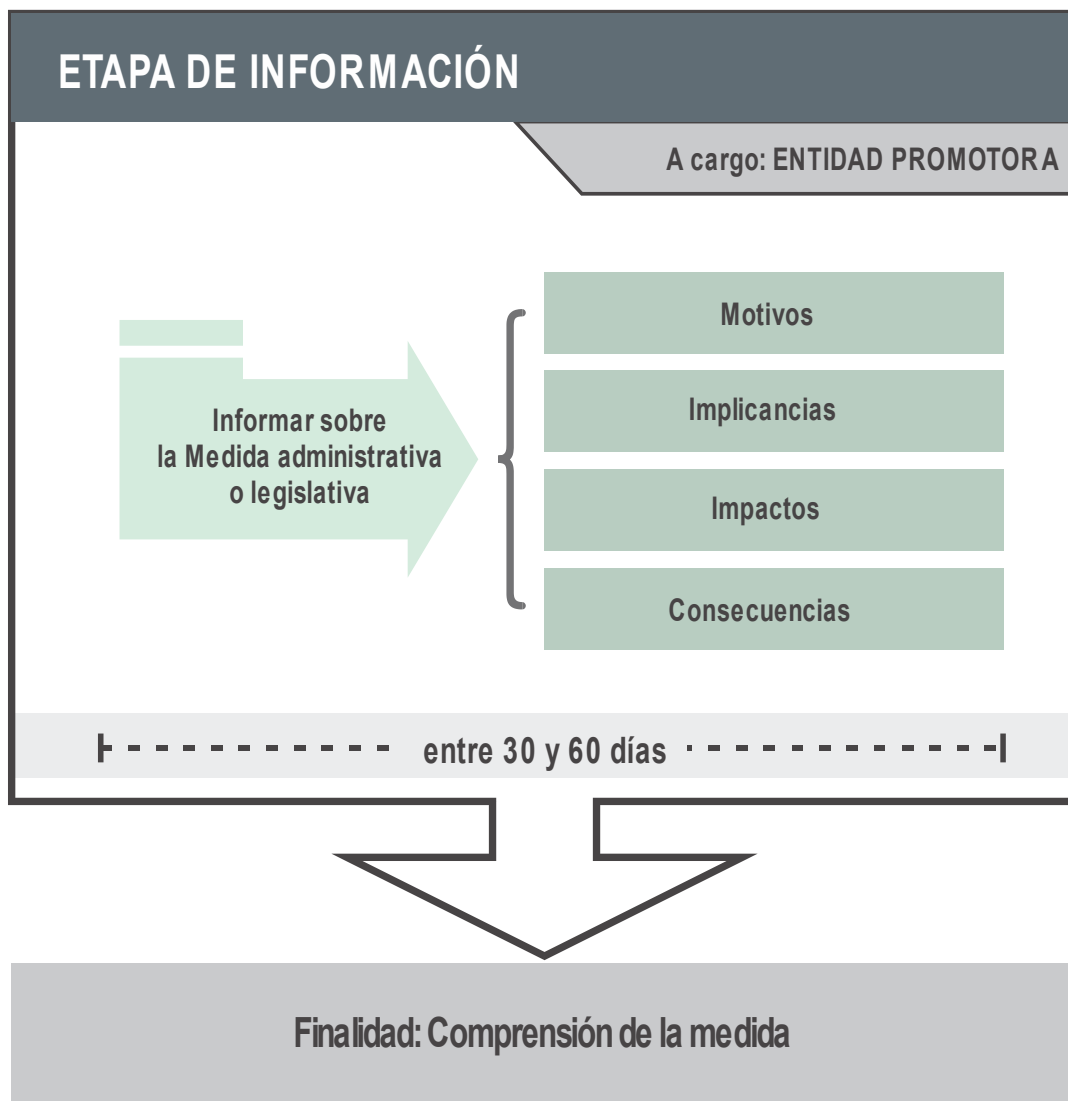 ETAPA DE INFORMACIÓN
A cargo: ENTIDAD PROMOTORA
Informar sobre
la Medida administrativa
o legislativa
Motivos
Implicancias
Impactos
Consecuencias
entre 30 y 60 días
Finalidad: Comprensión de la medida